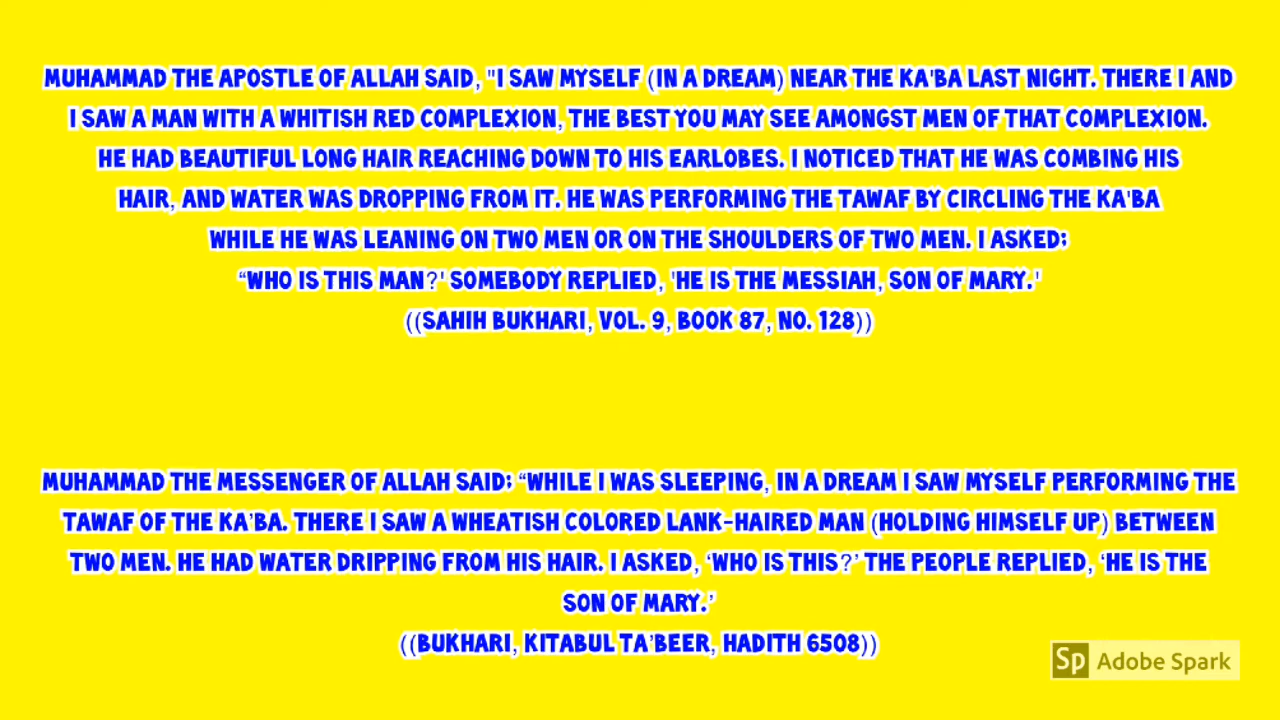 MUHAMMAD THE APOSTLE OF ALLAH SAID, "I SAW MYSELF (IN A DREAM) NEAR THE KA'BA LAST NIGHT. THERE I AND
I SAW A MAN WITH A WHITISH RED COMPLEXION, THE BEST YOU MAY SEE AMONGST MEN OF THAT COMPLEXION.
HE HAD BEAUTIFUL LONG HAIR REACHING DOWN TO HIS EARLOBES. I NOTICED THAT HE WAS COMBING HIS
HAIR, AND WATER WAS DROPPING FROM IT. HE WAS PERFORMING THE TAWAF BY CIRCLING THE KA'BA
WHILE HE WAS LEANING ON TWO MEN OR ON THE SHOULDERS OF TWO MEN. I ASKED:
“WHO IS THIS MAN?' SOMEBODY REPLIED, 'HE IS THE MESSIAH, SON OF MARY.'
((SAHIH BUKHARI, VOL. 9, BOOK 87, NO. 128))
MUHAMMAD THE MESSENGER OF ALLAH SAID: “WHILE I WAS SLEEPING, IN A DREAM I SAW MYSELF PERFORMING THE
TAWAF OF THE KA’BA. THERE I SAW A WHEATISH COLORED LANK-HAIRED MAN (HOLDING HIMSELF UP) BETWEEN
TWO MEN. HE HAD WATER DRIPPING FROM HIS HAIR. I ASKED, ‘WHO IS THIS?’ THE PEOPLE REPLIED, ‘HE IS THE
SON OF MARY.’
((BUKHARI, KITABUL TA’BEER, HADITH 6508))
Sp Adobe Spark